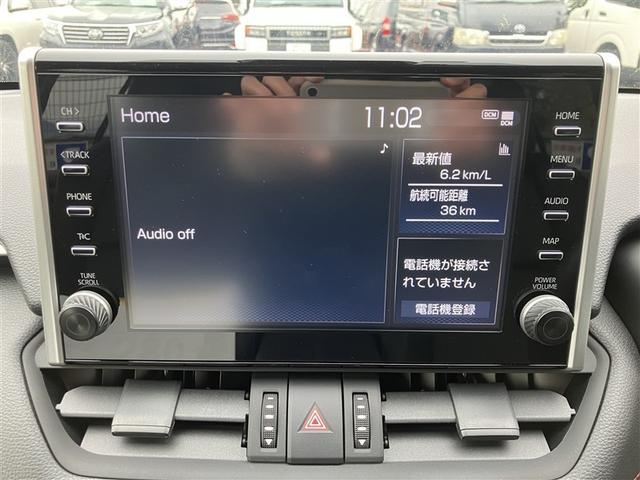 TOYOTA
CH >
< TRACK
PHONE
T&C
TUNE
SCROLL
Home
11:02
DCM
DCM
Audio off
♪
最新値
6.2 km/L
航続可能距離
36 km
電話機が接続さ
れていません
電話機登録
HOME
MENU
AUDIO
MAP
POWER
VOLUME